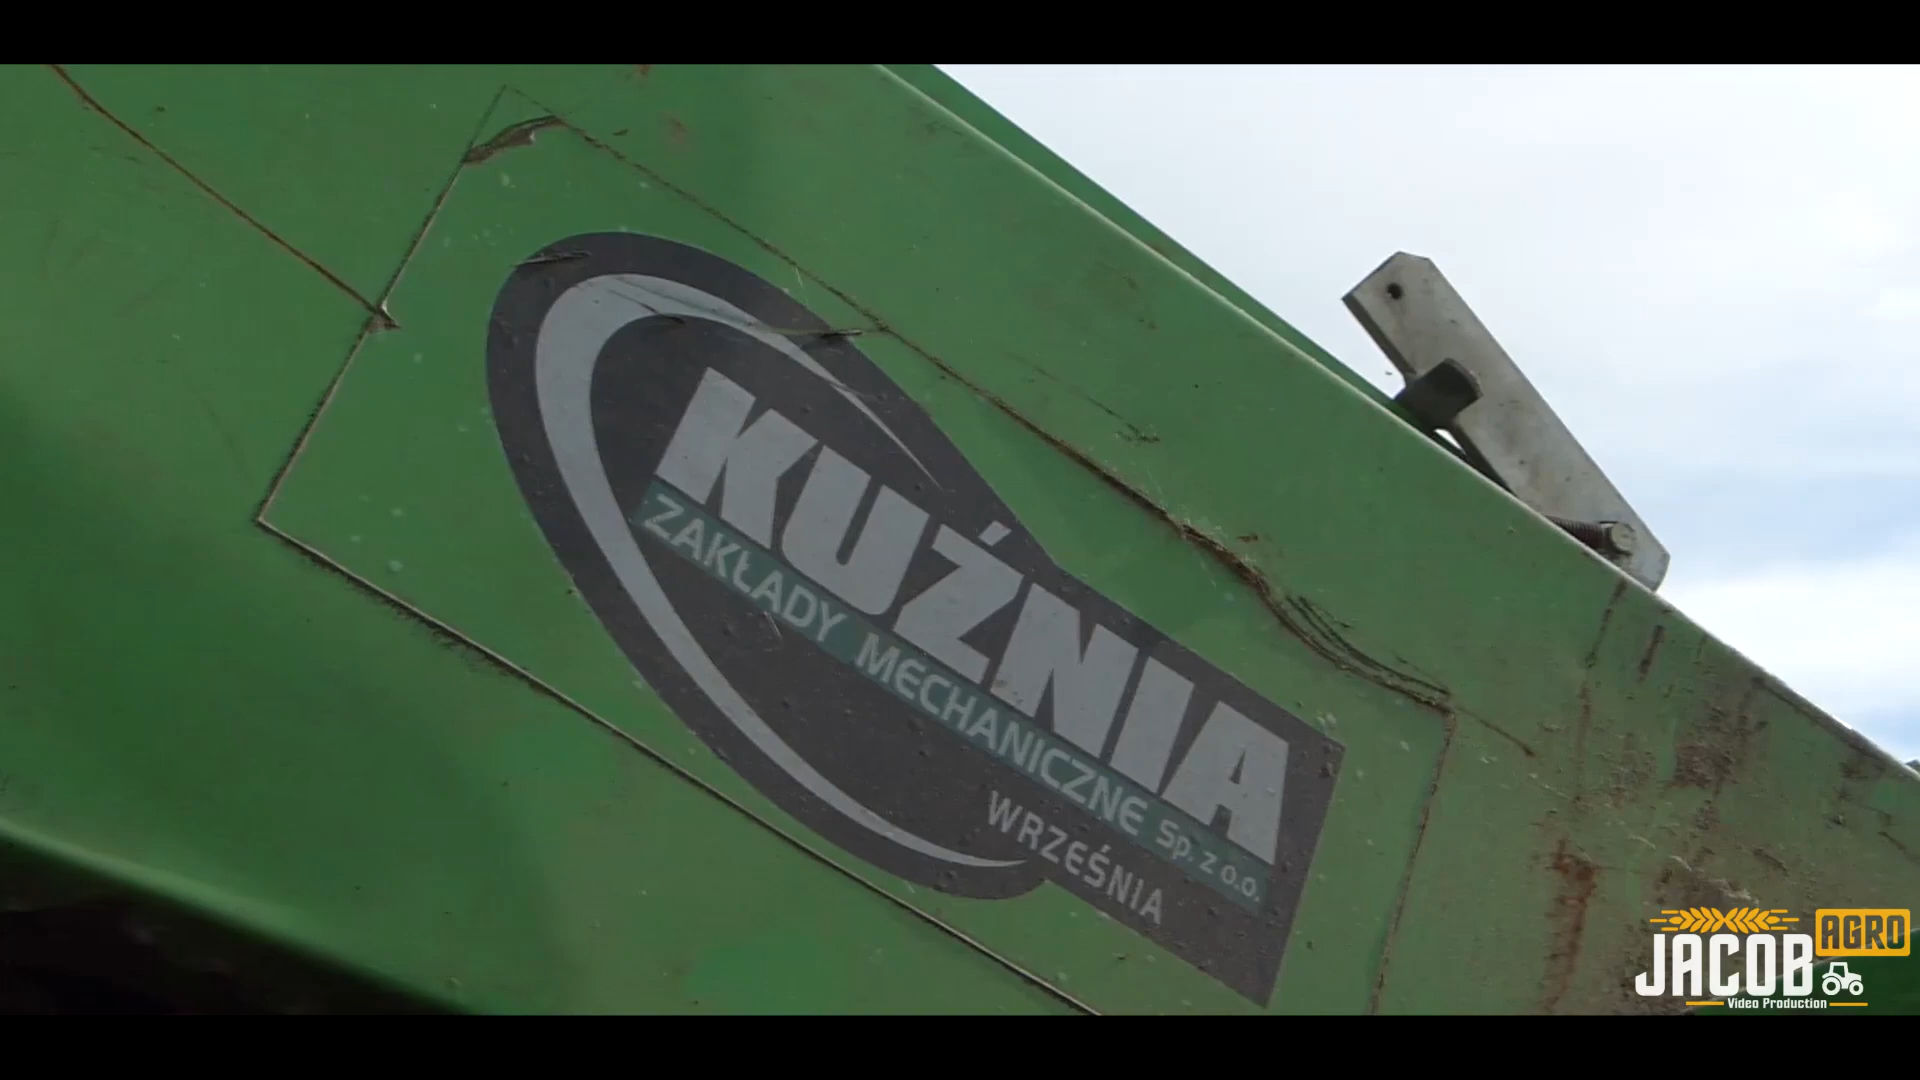 KUŹNIA
ZAKŁADY MECHANICZNE Sp. z o.o.
WRZEŚNIA
JACOB AGRO
Video Production